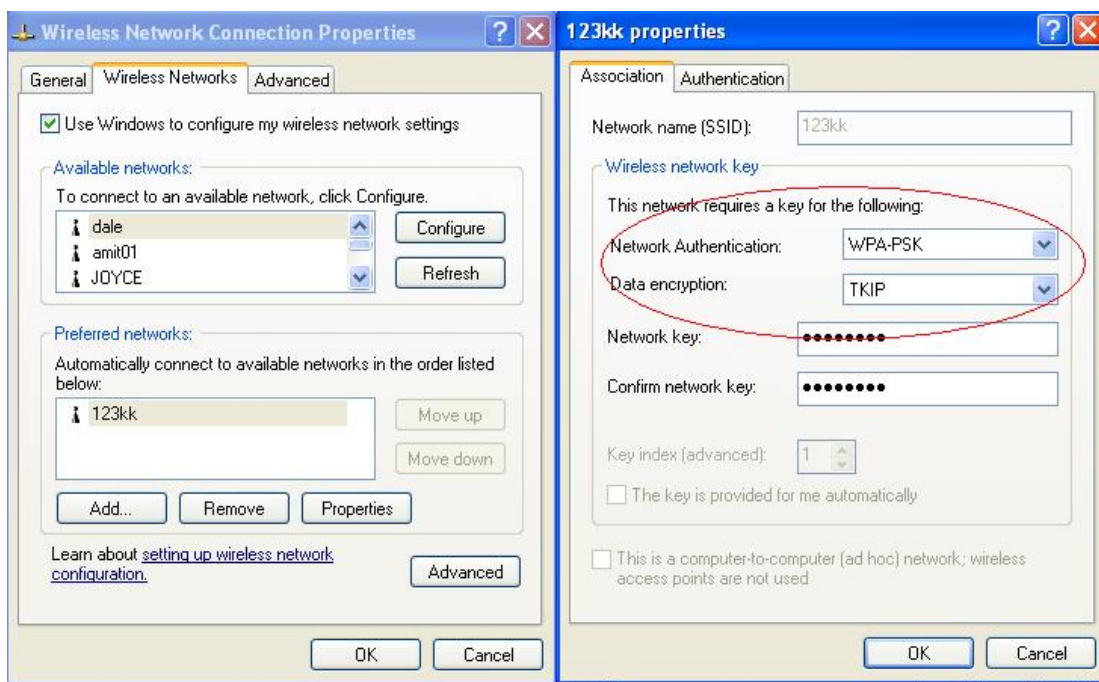 Wireless Network Connection Properties
General
Wireless Networks
Advanced
Use Windows to configure my wireless network settings
Available networks:
To connect to an available network, click Configure.
dale
amit01
JOYCE
Configure
Refresh
Preferred networks:
Automatically connect to available networks in the order listed
below:
123kk
Move up
Move down
Add...
Remove
Properties
Learn about setting up wireless network
configuration.
Advanced
OK
Cancel
123kk properties
Association
Authentication
Network name (SSID):
123kk
Wireless network key
This network requires a key for the following:
Network Authentication:
WPA-PSK
Data encryption:
TKIP
Network key:
••••••••
Confirm network key:
••••••••
Key index (advanced):
1
The key is provided for me automatically
This is a computer-to-computer (ad hoc) network; wireless
access points are not used
OK
Cancel